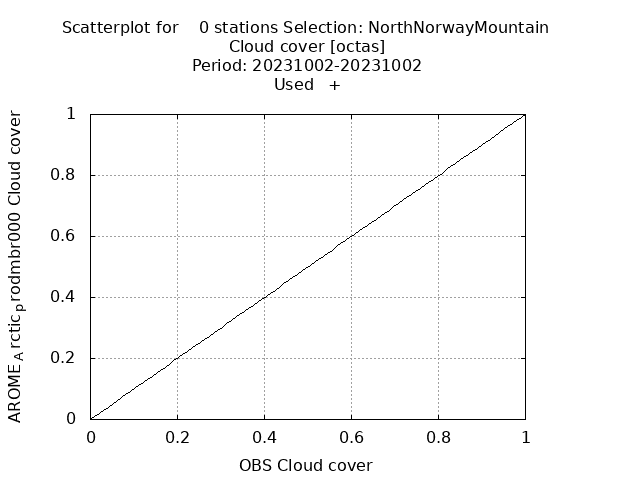 Scatterplot for    0 stations Selection: NorthNorwayMountain
Cloud cover [octas]
Period: 20231002-20231002
Used +
AROME_Arctic_prodmbr000 Cloud cover
1
0.8
0.6
0.4
0.2
0
0 0.2 0.4 0.6 0.8 1
OBS Cloud cover